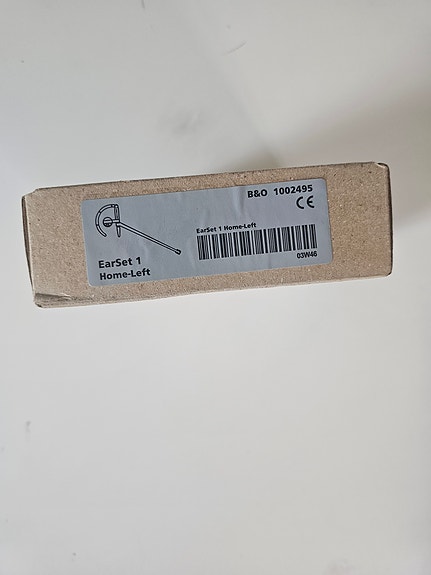 B&O 1002495
CE
EarSet 1 Home-Left
03W46
EarSet 1
Home-Left